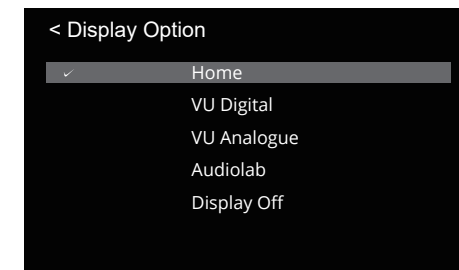 < Display Option
✓ Home
VU Digital
VU Analogue
Audiolab
Display Off